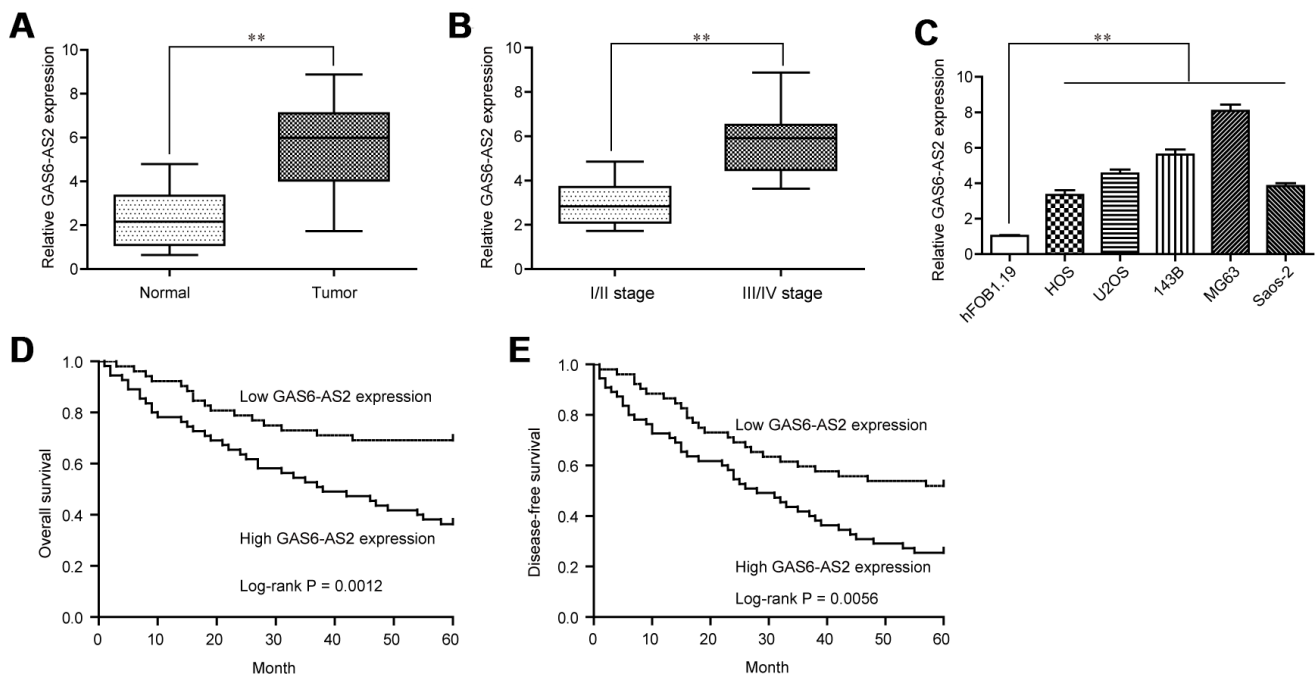 A
Relative GAS6-AS2 expression
10
8
6
4
2
0
**
Normal
Tumor
B
Relative GAS6-AS2 expression
10
8
6
4
2
0
**
I/II stage
III/IV stage
C
Relative GAS6-AS2 expression
10
8
6
4
2
0
**
hFOB1.19
HOS
U2OS
143B
MG63
Saos-2
D
Overall survival
1.0
0.8
0.6
0.4
0.2
0.0
Low GAS6-AS2 expression
High GAS6-AS2 expression
Log-rank P = 0.0012
0 10 20 30 40 50 60
Month
E
Disease-free survival
1.0
0.8
0.6
0.4
0.2
0.0
Low GAS6-AS2 expression
High GAS6-AS2 expression
Log-rank P = 0.0056
0 10 20 30 40 50 60
Month